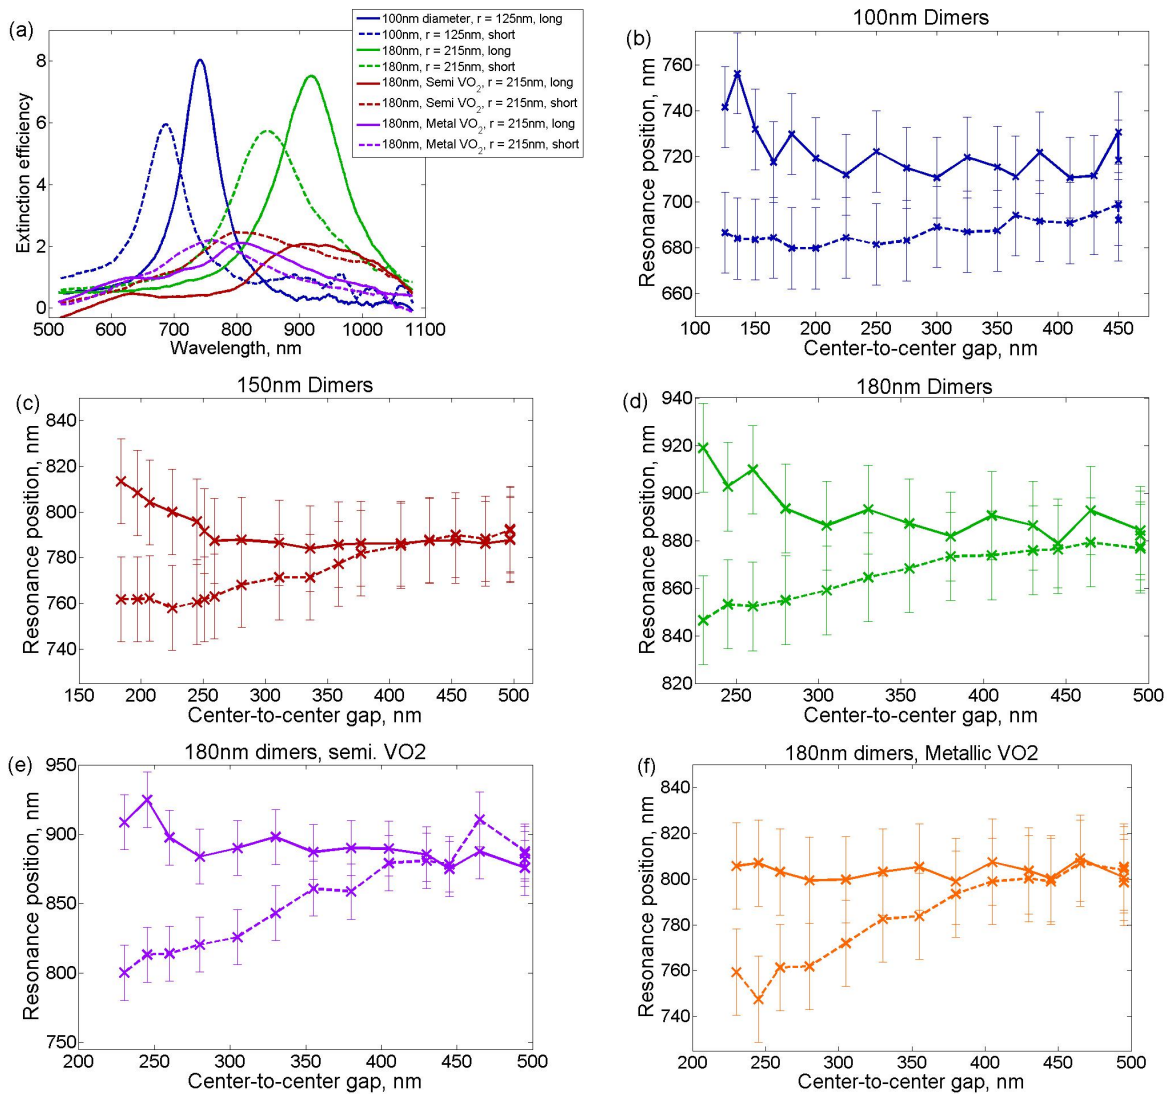 (a)
100nm diameter, r = 125nm, long
100nm, r = 125nm, short
180nm, r = 215nm, long
180nm, r = 215nm, short
180nm, Semi VO2, r = 215nm, long
180nm, Semi VO2, r = 215nm, short
180nm, Metal VO2, r = 215nm, long
180nm, Metal VO2, r = 215nm, short
Extinction efficiency
8
6
4
2
0
500 600 700 800 900 1000 1100
Wavelength, nm
100nm Dimers
(b)
Resonance position, nm
760
740
720
700
680
660
100 150 200 250 300 350 400 450
Center-to-center gap, nm
150nm Dimers
(c)
Resonance position, nm
840
820
800
780
760
740
150 200 250 300 350 400 450 500
Center-to-center gap, nm
180nm Dimers
(d)
Resonance position, nm
940
920
900
880
860
840
820
250 300 350 400 450 500
Center-to-center gap, nm
180nm dimers, semi. VO2
(e)
Resonance position, nm
950
900
850
800
750
200 250 300 350 400 450 500
Center-to-center gap, nm
180nm dimers, Metallic VO2
(f)
Resonance position, nm
840
820
800
780
760
740
200 250 300 350 400 450 500
Center-to-center gap, nm